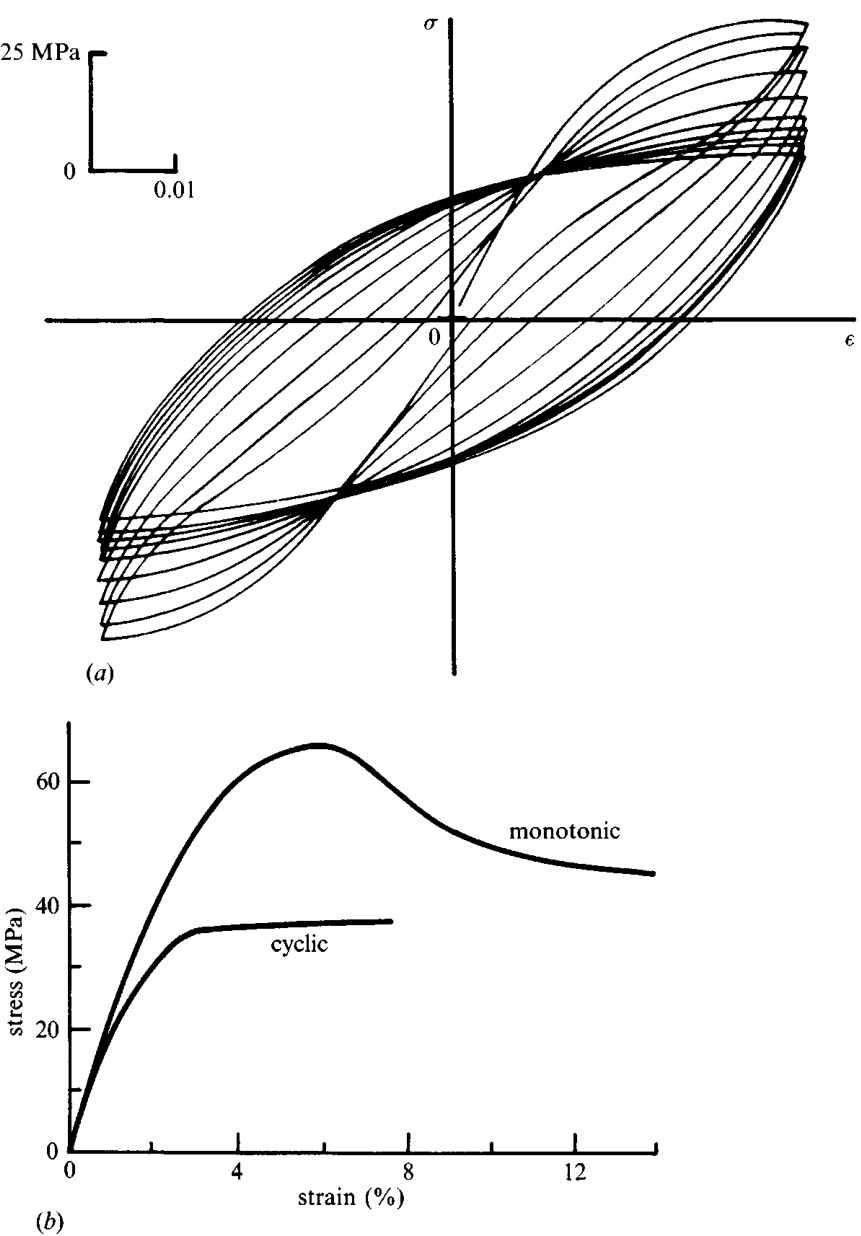 σ
25 MPa
0
0.01
0
ϵ
(a)
60
monotonic
40
cyclic
stress (MPa)
20
0
0
4
8
12
strain (%)
(b)